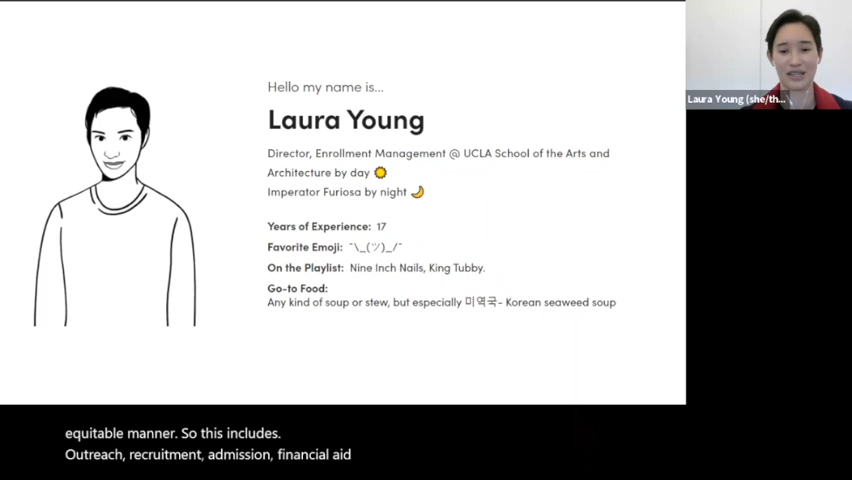 Hello my name is...
Laura Young
Director, Enrollment Management @ UCLA School of the Arts and
Architecture by day 🌞
Imperator Furiosa by night 🌙
Years of Experience: 17
Favorite Emoji: ¯\_(ツ)_/¯
On the Playlist: Nine Inch Nails, King Tubby.
Go-to Food:
Any kind of soup or stew, but especially 미역국- Korean seaweed soup
Laura Young (she/th...
equitable manner. So this includes.
Outreach, recruitment, admission, financial aid